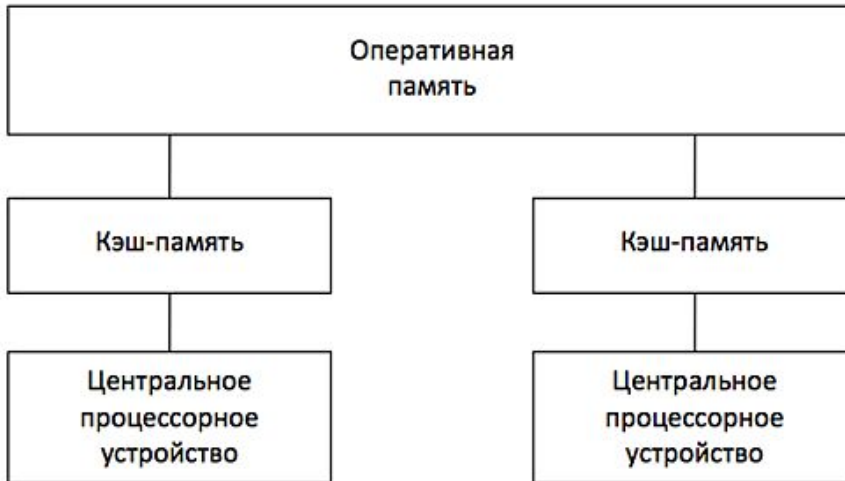 Оперативная
память
Кэш-память
Кэш-память
Центральное
процессорное
устройство
Центральное
процессорное
устройство